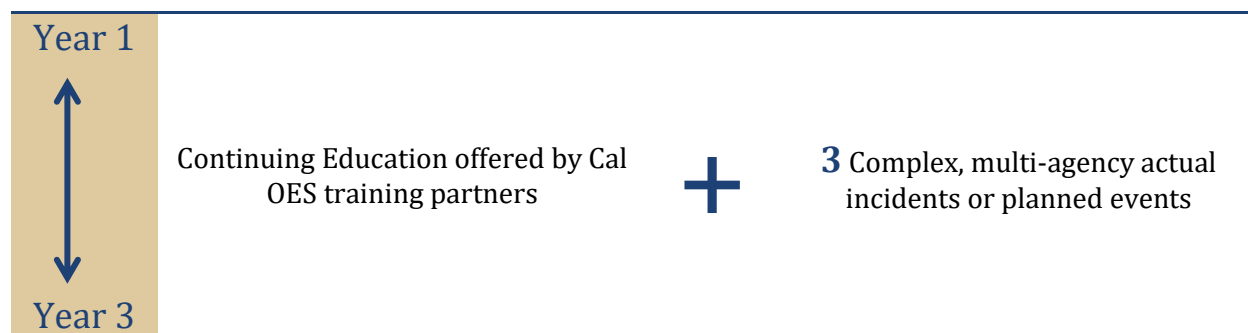 Year 1
Continuing Education offered by Cal
OES training partners
+
3 Complex, multi-agency actual
incidents or planned events
Year 3